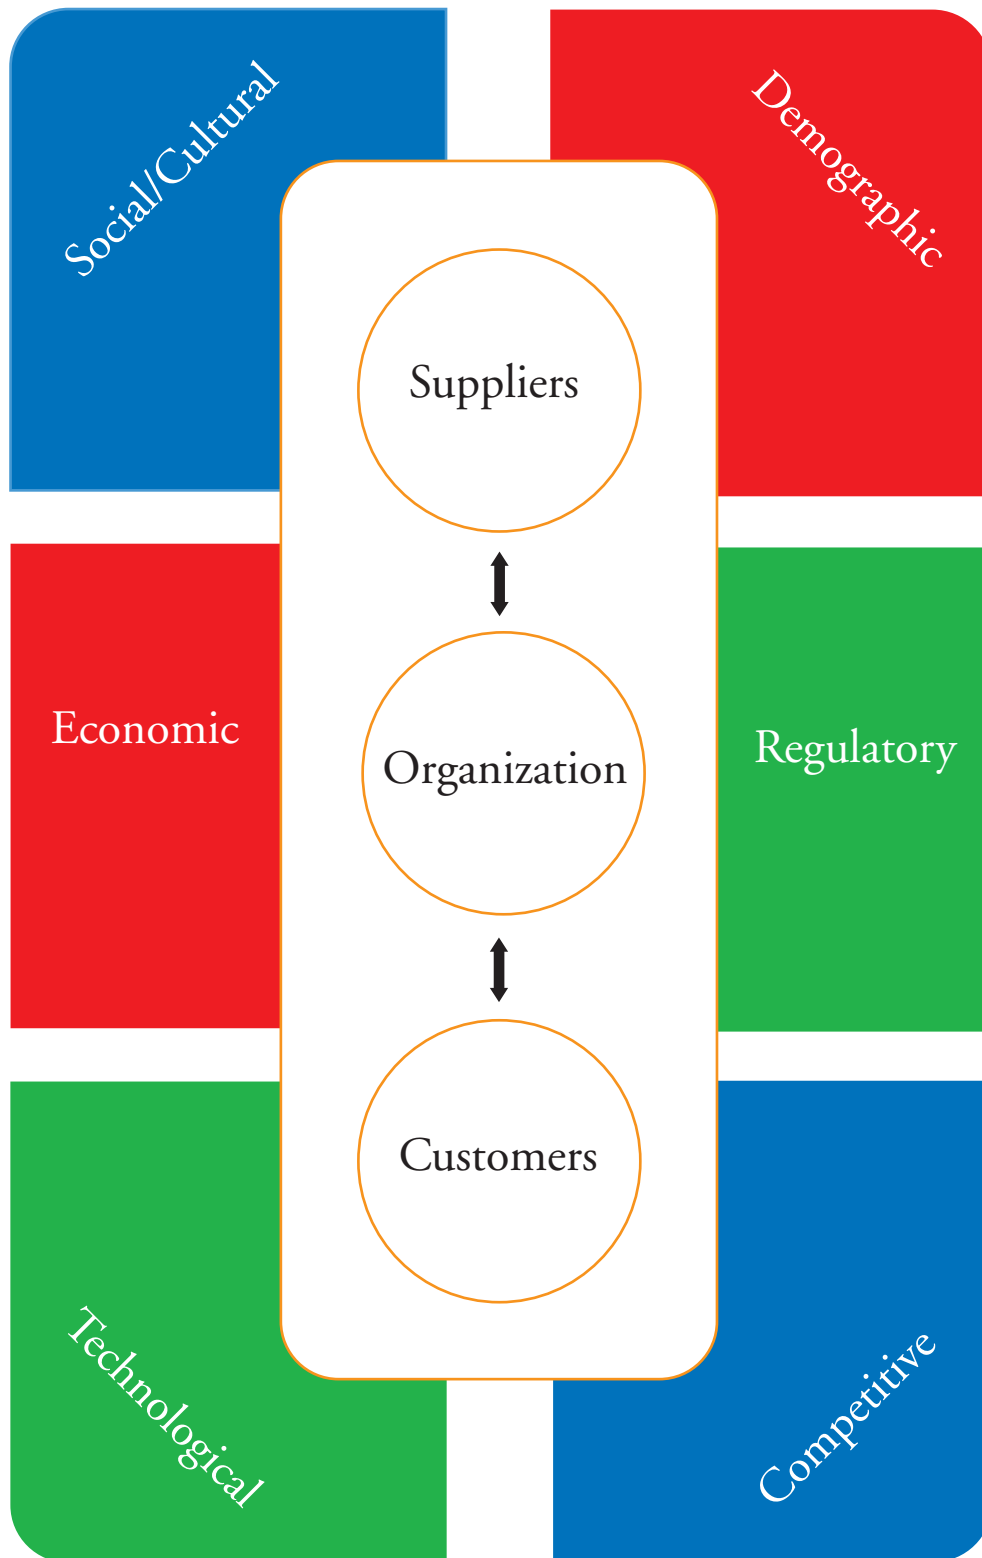 Social/Cultural
Demographic
Suppliers
Economic
Organization
Regulatory
Customers
Technological
Competitive